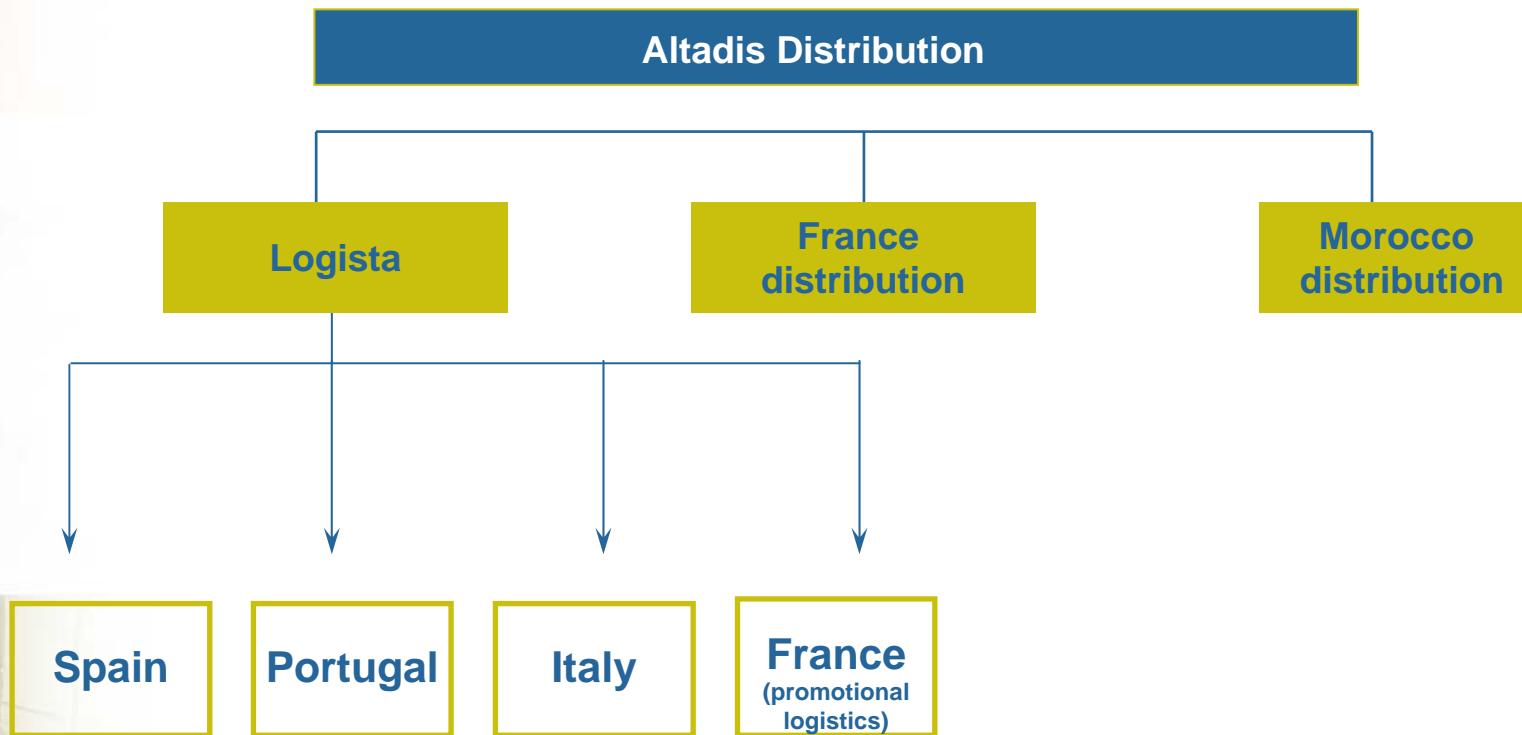 Altadis Distribution
Logista
France
distribution
Morocco
distribution
Spain
Portugal
Italy
France
(promotional
logistics)